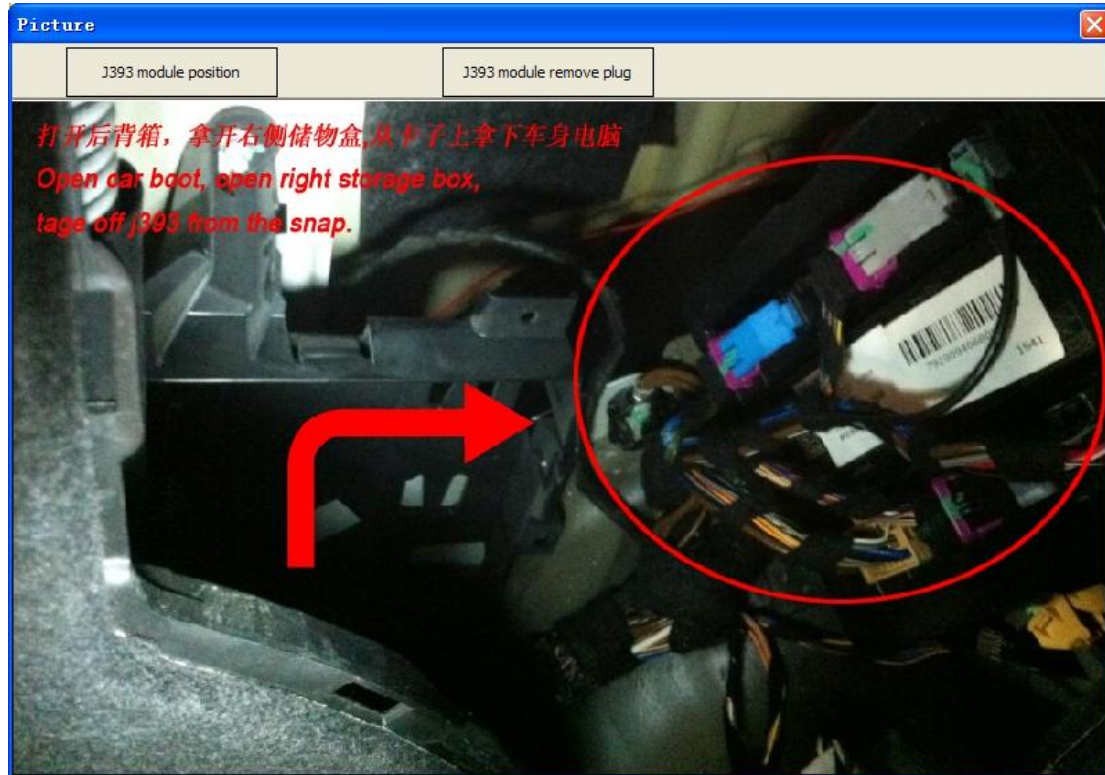 Picture
J393 module position
J393 module remove plug
打开后背箱，拿开右侧储物盒,从卡子上拿下车身电脑
Open car boot, open right storage box,
tage off j393 from the snap.
1541